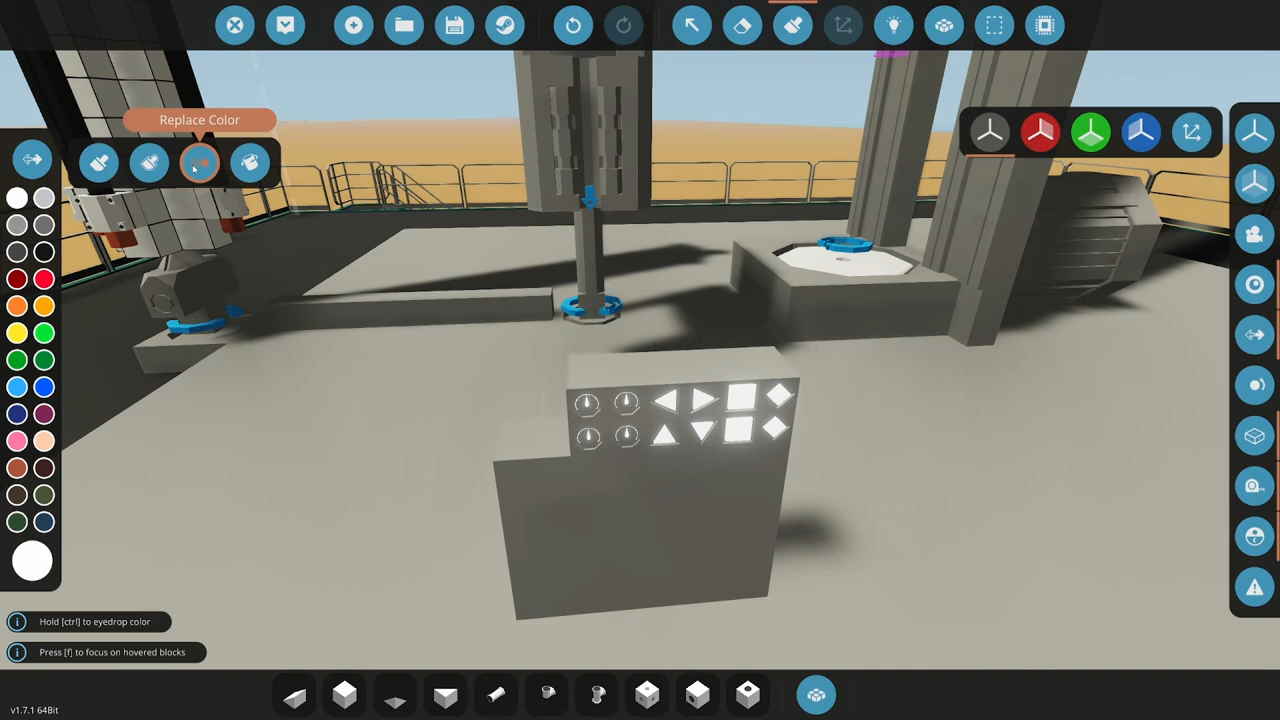 Replace Color
Hold [ctrl] to eyedrop color
Press [f] to focus on hovered blocks
v1.7.1 64Bit